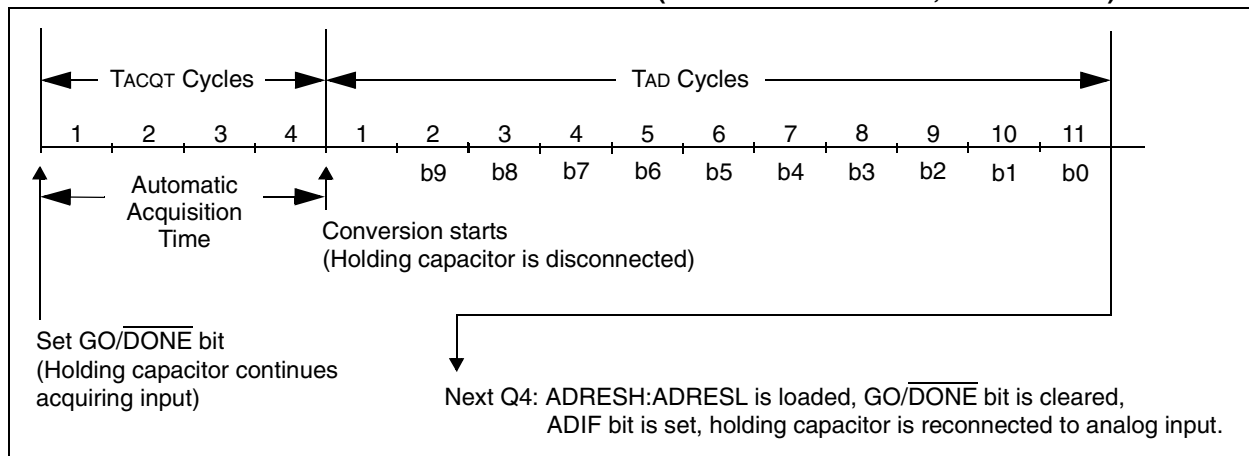 TACQT Cycles
TAD Cycles
1 2 3 4 1 2 3 4 5 6 7 8 9 10 11
b9 b8 b7 b6 b5 b4 b3 b2 b1 b0
Automatic
Acquisition
Time
Conversion starts
(Holding capacitor is disconnected)
Set GO/DONE bit
(Holding capacitor continues
acquiring input)
Next Q4: ADRESH:ADRESL is loaded, GO/DONE bit is cleared,
ADIF bit is set, holding capacitor is reconnected to analog input.